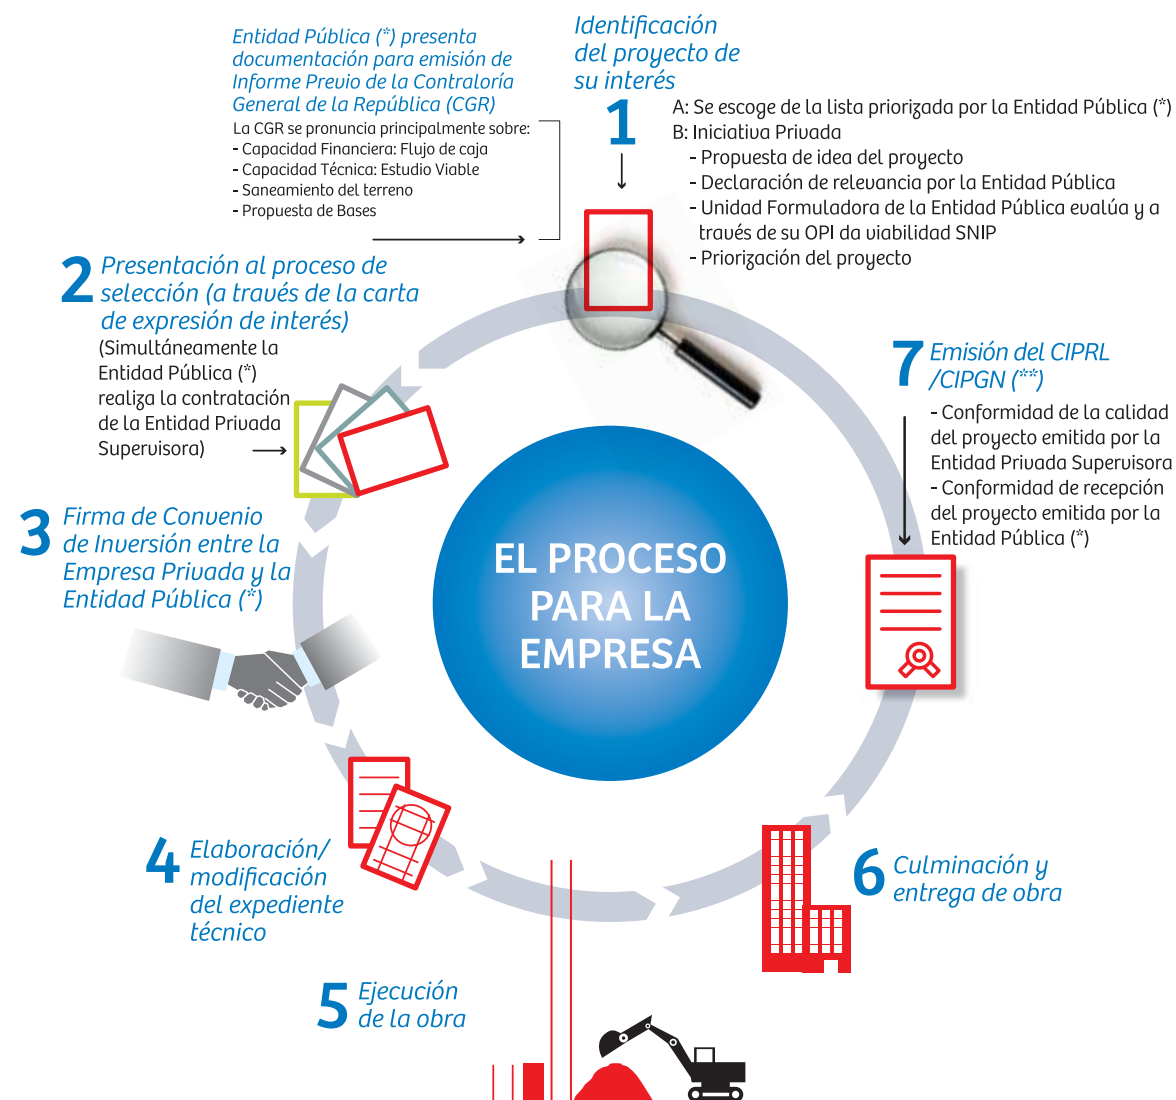 Identificación
del proyecto de
su interés
1
A: Se escoge de la lista priorizada por la Entidad Pública (*)
B: Iniciativa Privada
- Propuesta de idea del proyecto
- Declaración de relevancia por la Entidad Pública
- Unidad Formuladora de la Entidad Pública evalúa y a
través de su OPI da viabilidad SNIP
- Priorización del proyecto
Entidad Pública (*) presenta
documentación para emisión de
Informe Previo de la Contraloría
General de la República (CGR)
La CGR se pronuncia principalmente sobre:
- Capacidad Financiera: Flujo de caja
- Capacidad Técnica: Estudio Viable
- Saneamiento del terreno
- Propuesta de Bases
2
Presentación al proceso de
selección (a través de la carta
de expresión de interés)
(Simultáneamente la
Entidad Pública (*)
realiza la contratación
de la Entidad Privada
Supervisora)
3
Firma de Convenio
de Inversión entre la
Empresa Privada y la
Entidad Pública (*)
4
Elaboración/
modificación
del expediente
técnico
5
Ejecución
de la obra
6
Culminación y
entrega de obra
7
Emisión del CIPRL
/CIPGN (**)
- Conformidad de la calidad
del proyecto emitida por la
Entidad Privada Supervisora
- Conformidad de recepción
del proyecto emitida por la
Entidad Pública (*)
EL PROCESO
PARA LA
EMPRESA